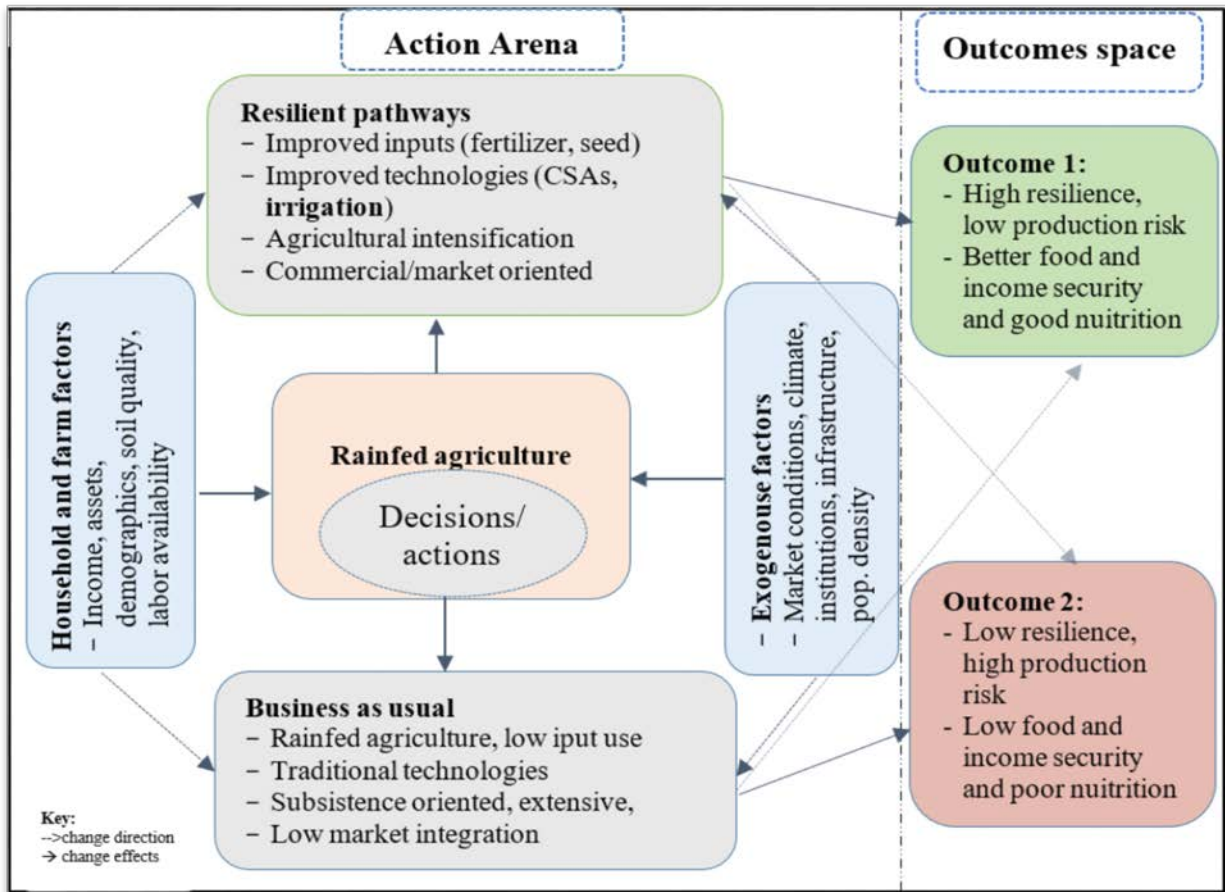 Action Arena
Outcomes space
Resilient pathways
− Improved inputs (fertilizer, seed)
− Improved technologies (CSAs,
irrigation)
− Agricultural intensification
− Commercial/market oriented
Household and farm factors
− Income, assets,
demographics, soil quality,
labor availability
Rainfed agriculture
Decisions/
actions
− Exogenouse factors
− Market conditions, climate,
institutions, infrastructure,
pop. density
Business as usual
− Rainfed agriculture, low iput use
− Traditional technologies
− Subsistence oriented, extensive,
− Low market integration
Key:
-->change direction
→ change effects
Outcome 1:
- High resilience,
low production risk
- Better food and
income security
and good nuitrition
Outcome 2:
- Low resilience,
high production
risk
- Low food and
income security
and poor nuitrition